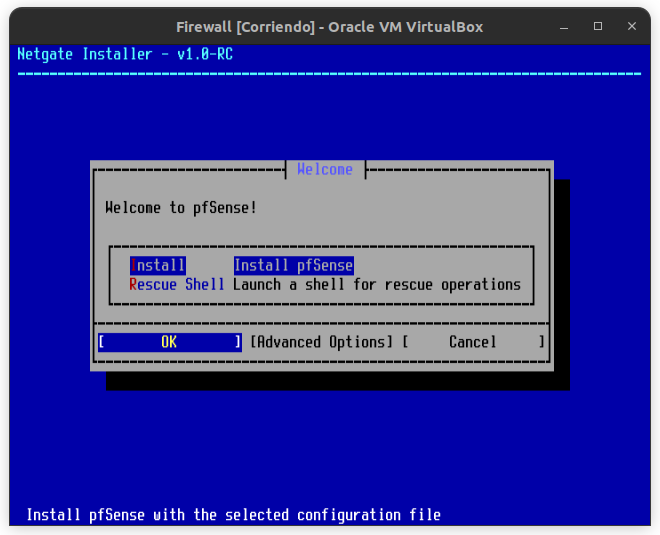 Firewall [Corriendo] - Oracle VM VirtualBox
Netgate Installer - v1.0-RC
Welcome
Welcome to pfSense!
Install Install pfSense
Rescue Shell Launch a shell for rescue operations
[ OK ] [Advanced Options] [ Cancel ]
Install pfSense with the selected configuration file